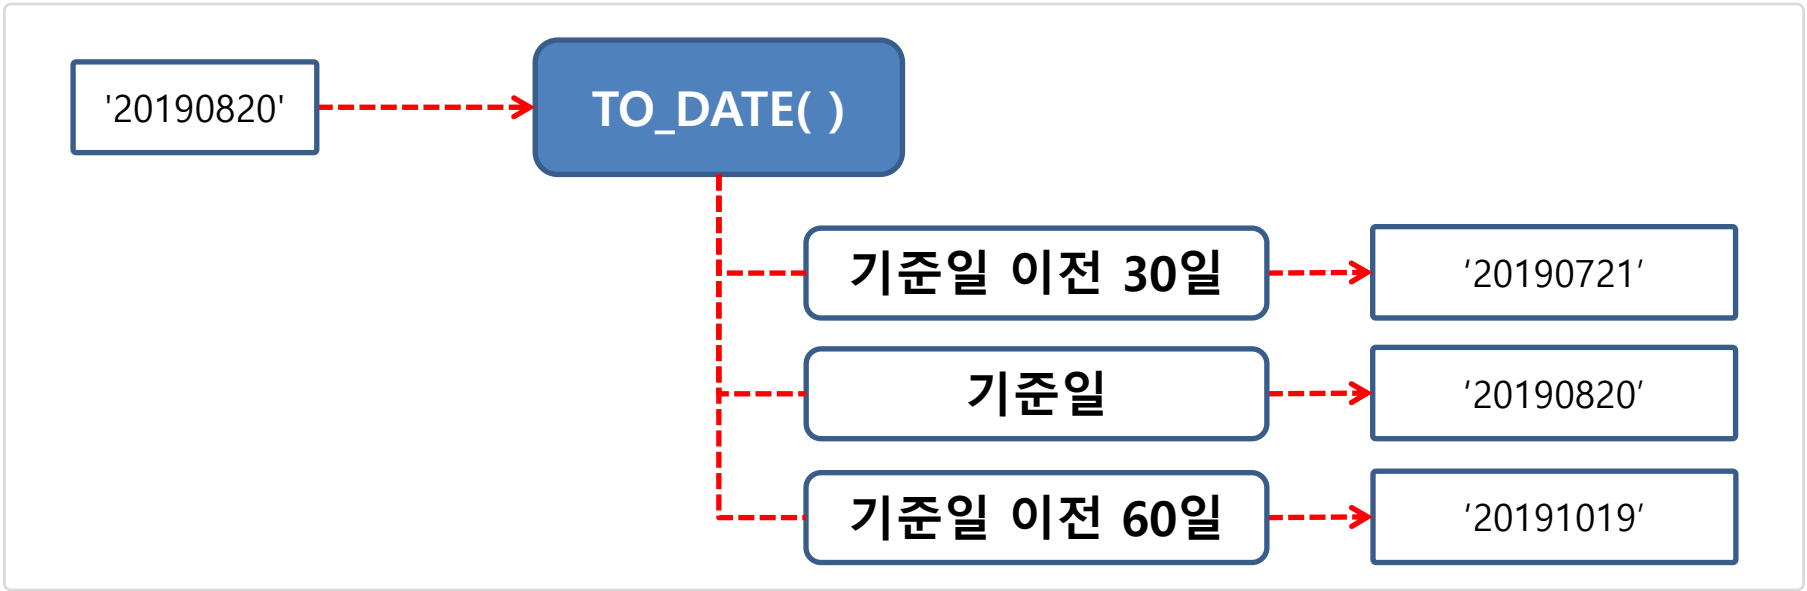 '20190820'
TO_DATE( )
기준일 이전 30일
‘20190721’
기준일
‘20190820’
기준일 이전 60일
‘20191019’